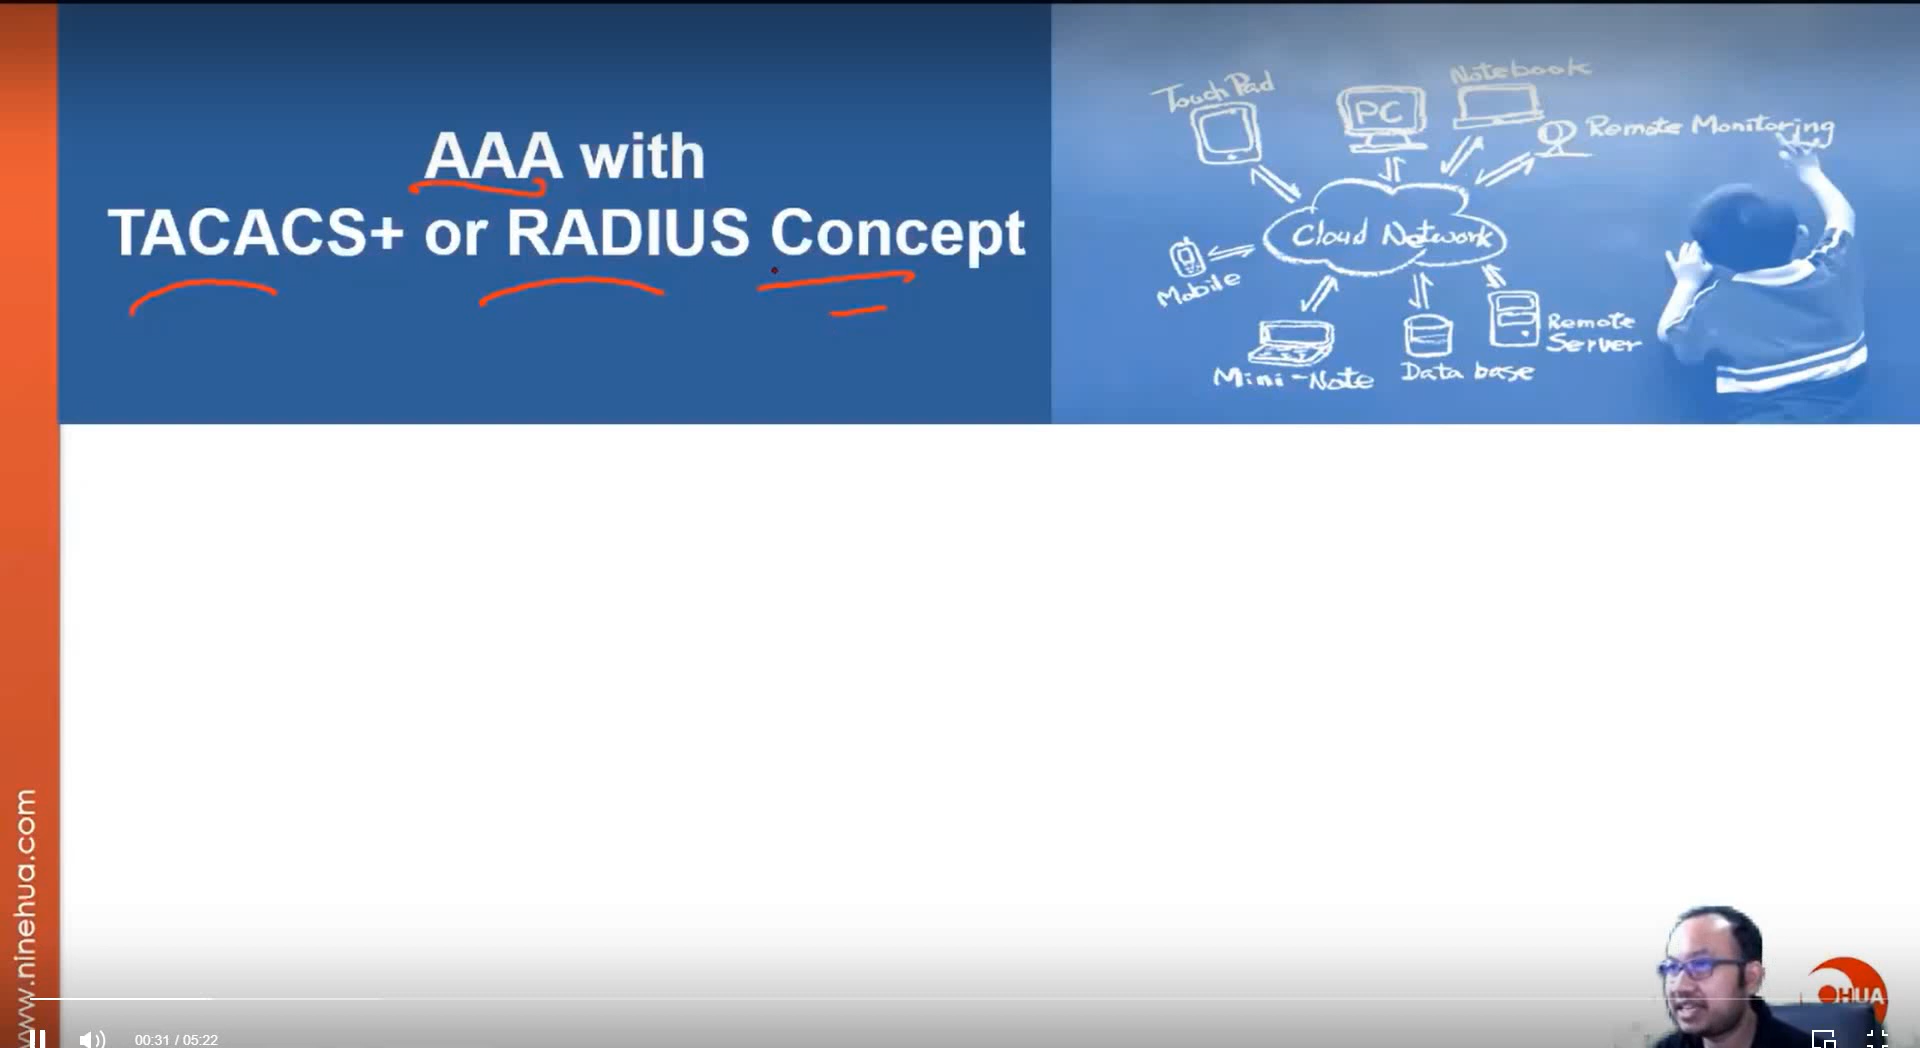 AAA with
TACACS+ or RADIUS Concept
Touch Pad
PC
Notebook
Remote Monitoring
Cloud Network
Mobile
Mini-Note
Data base
Remote
Server
www.ninehua.com
HUA
00:31 / 05:22